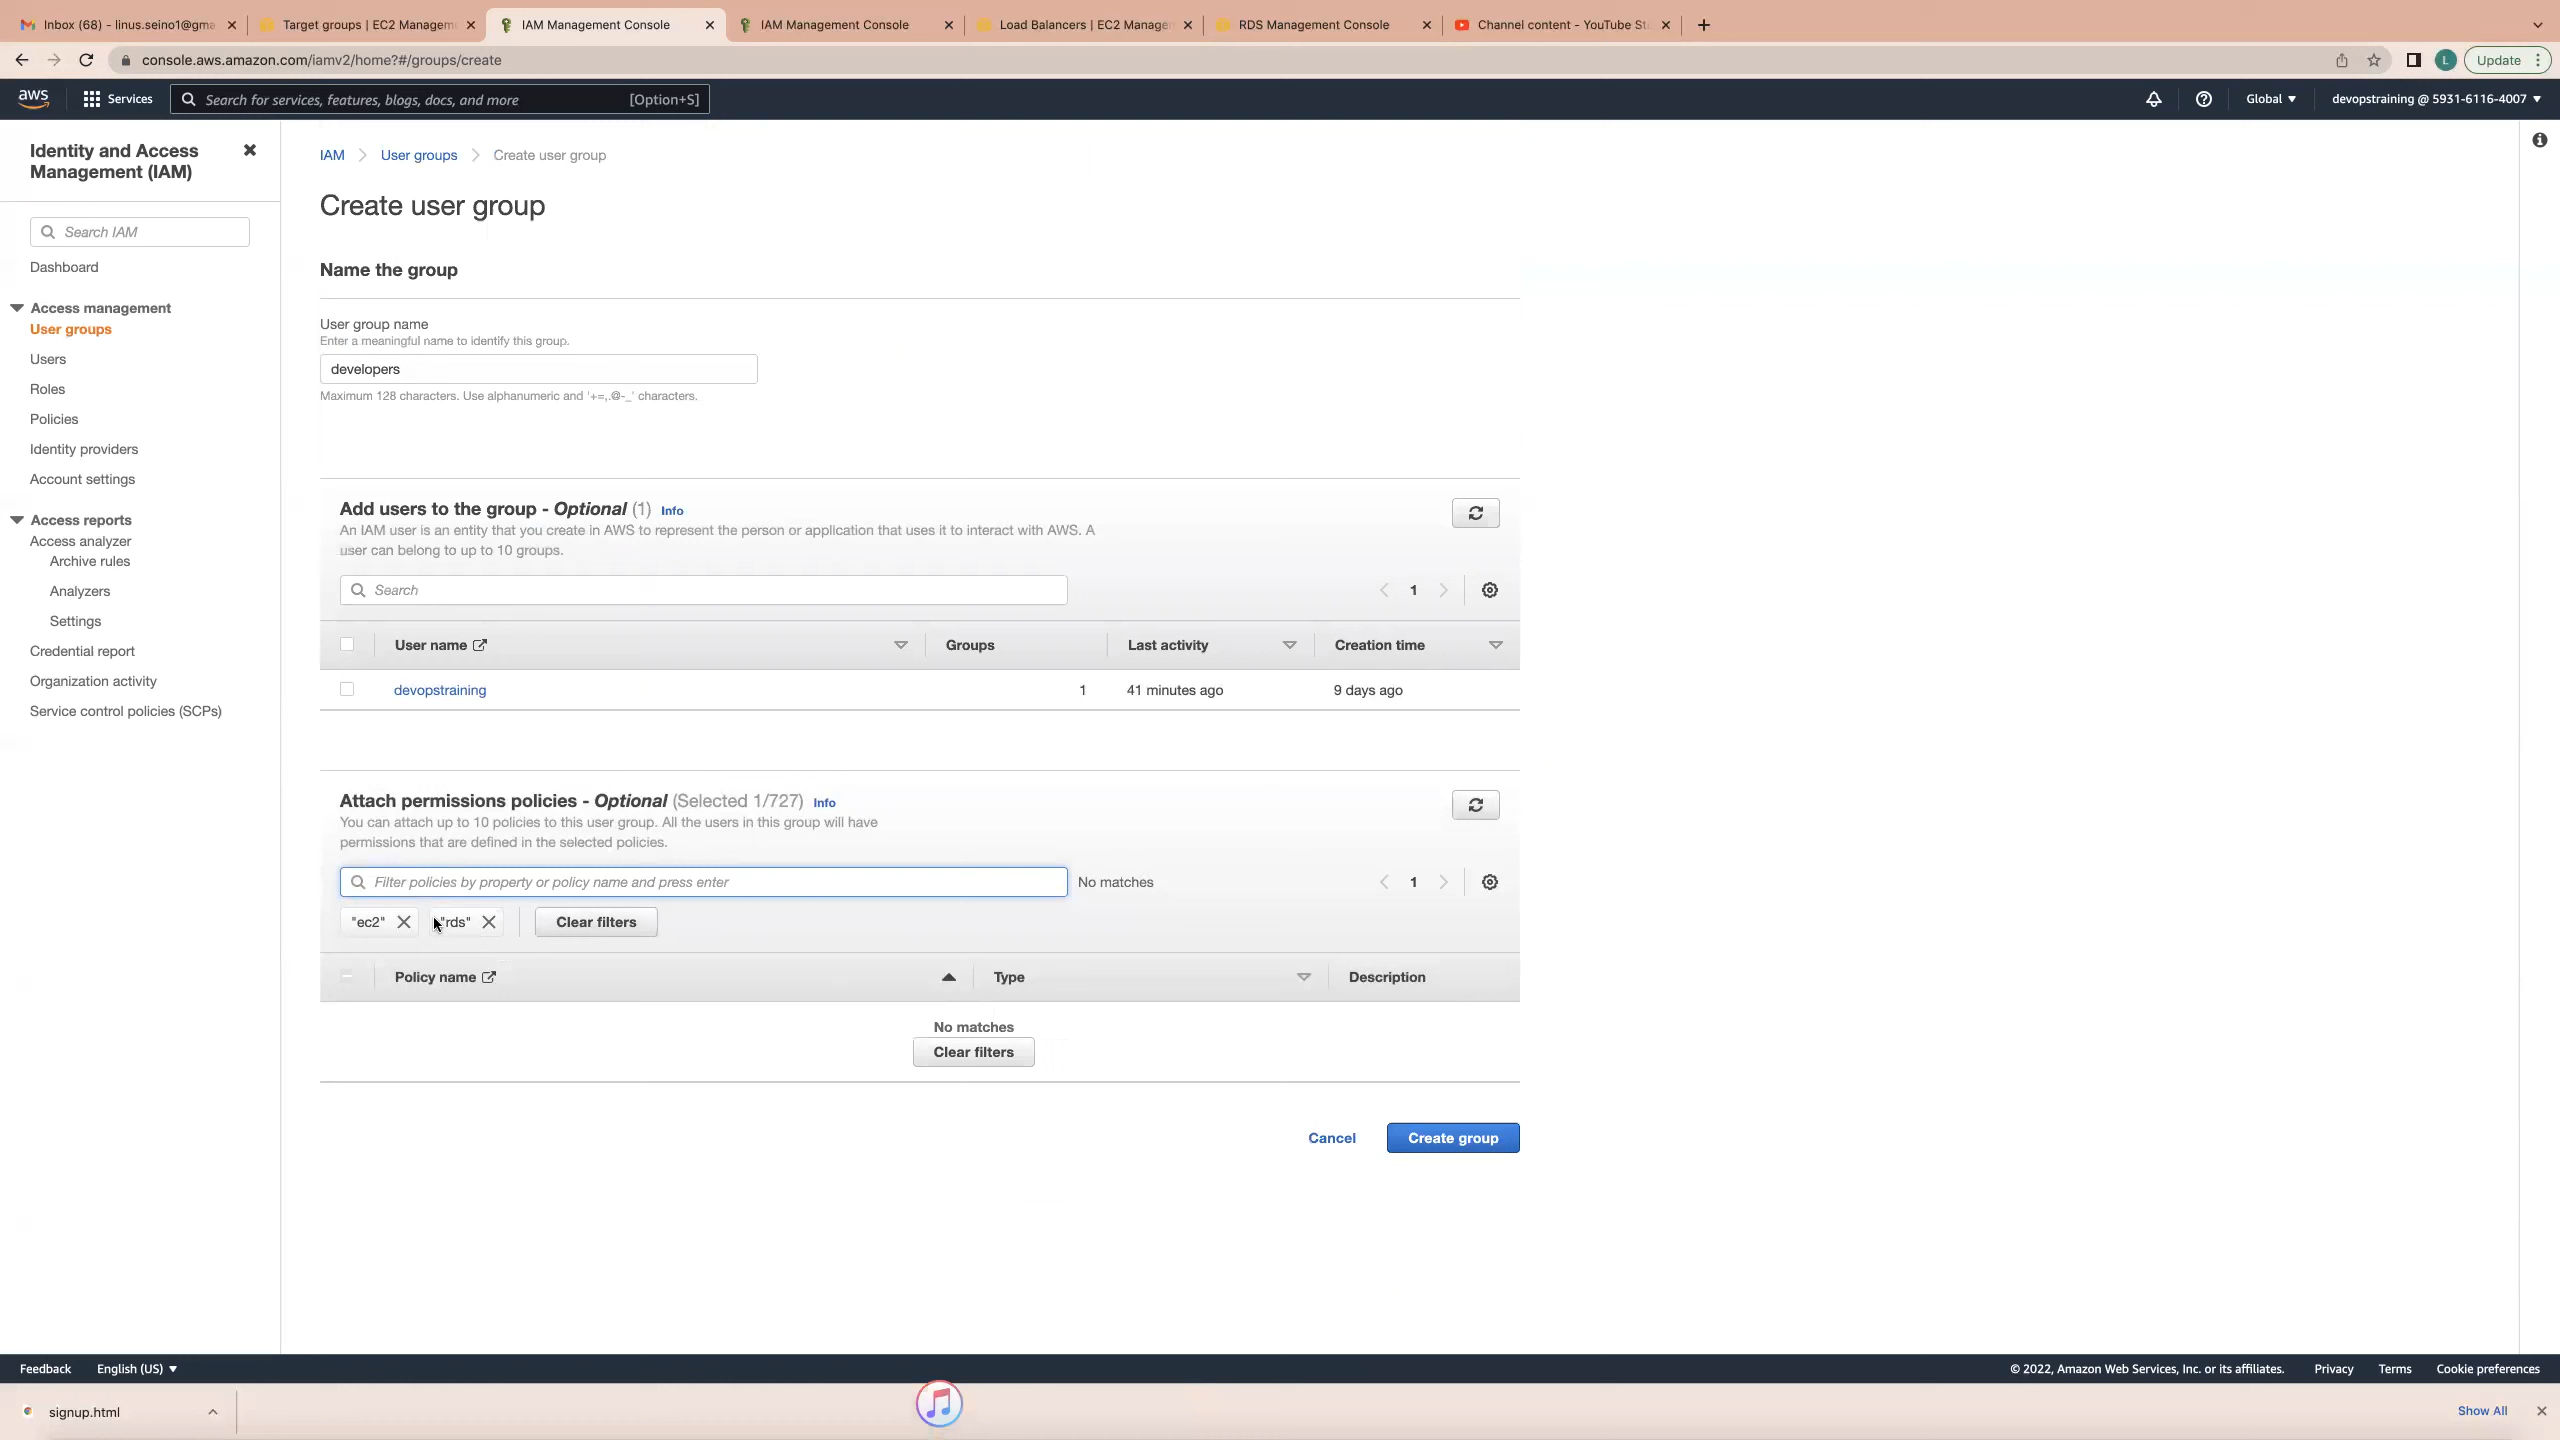 Inbox (68) - linus.seino1@gma
Target groups | EC2 Managem
IAM Management Console
IAM Management Console
Load Balancers | EC2 Manage
RDS Management Console
Channel content - YouTube St
console.aws.amazon.com/iamv2/home?#/groups/create
L
Update
aws
Services
Search for services, features, blogs, docs, and more
[Option+S]
Global
devopstraining @ 5931-6116-4007
Identity and Access
Management (IAM)
Search IAM
Dashboard
Access management
User groups
Users
Roles
Policies
Identity providers
Account settings
Access reports
Access analyzer
Archive rules
Analyzers
Settings
Credential report
Organization activity
Service control policies (SCPs)
IAM
User groups
Create user group
Create user group
Name the group
User group name
Enter a meaningful name to identify this group.
developers
Maximum 128 characters. Use alphanumeric and '+=,.@-_' characters.
Add users to the group - Optional (1) Info
An IAM user is an entity that you create in AWS to represent the person or application that uses it to interact with AWS. A
user can belong to up to 10 groups.
Search
1
User name
Groups
Last activity
Creation time
devopstraining
1
41 minutes ago
9 days ago
Attach permissions policies - Optional (Selected 1/727) Info
You can attach up to 10 policies to this user group. All the users in this group will have
permissions that are defined in the selected policies.
Filter policies by property or policy name and press enter
No matches
1
"ec2"
"rds"
Clear filters
Policy name
Type
Description
No matches
Clear filters
Cancel
Create group
Feedback
English (US)
© 2022, Amazon Web Services, Inc. or its affiliates.
Privacy
Terms
Cookie preferences
signup.html
Show All